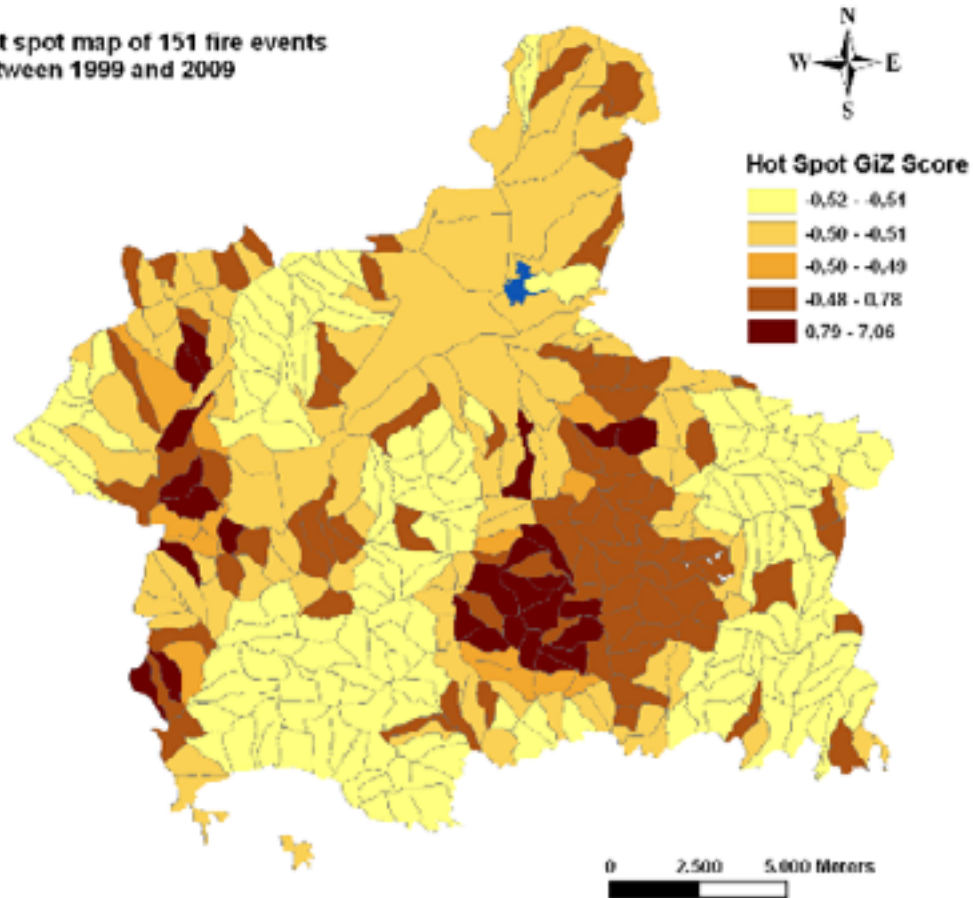 t spot map of 151 fire events
tween 1999 and 2009
N
W E
S
Hot Spot GiZ Score
-0,52 - -0,51
-0,50 - -0,51
-0,50 - -0,49
-0,48 - 0,78
0,79 - 7,06
0 2.500 5.000 Meters